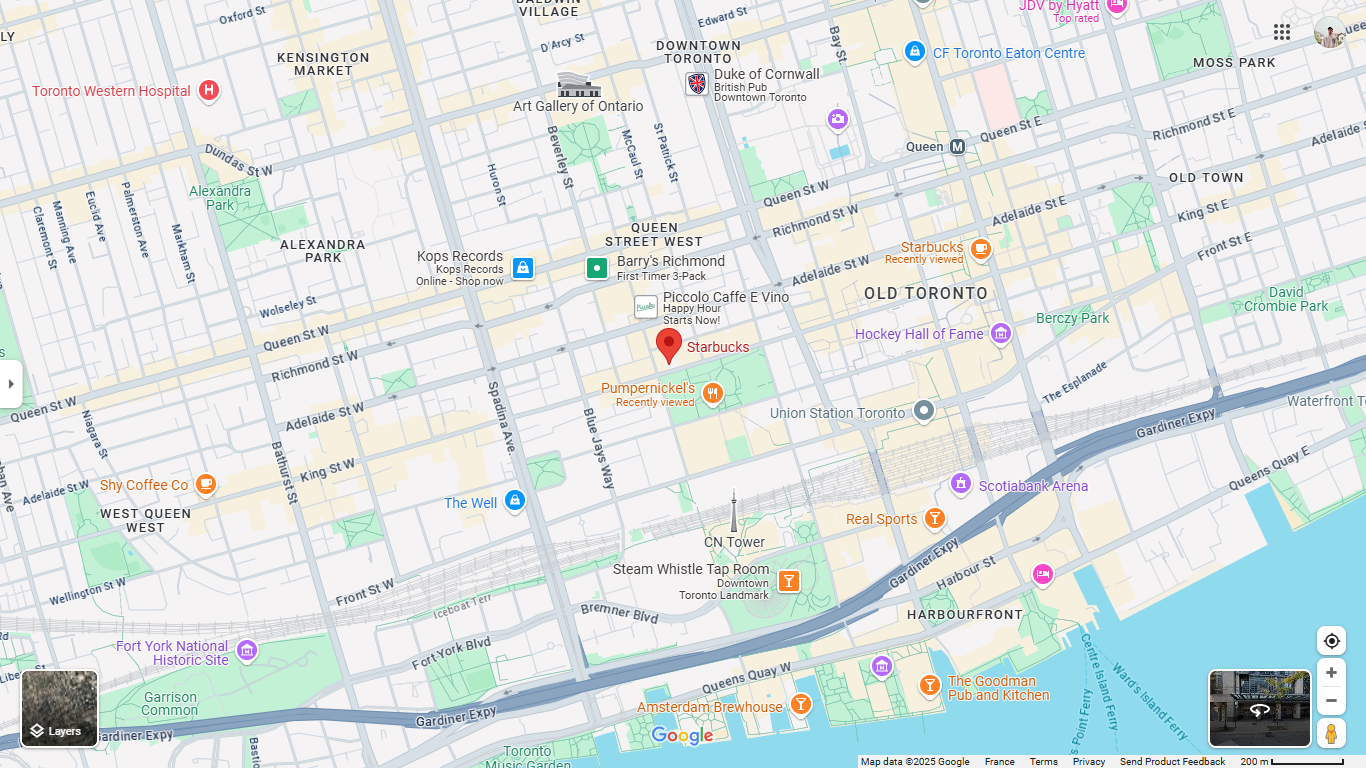 Oxford St
BALDWIN
VILLAGE
Edward St
JDV by Hyatt
Top rated
KENSINGTON
MARKET
D'Arcy St
DOWNTOWN
TORONTO
Bay St.
CF Toronto Eaton Centre
Queen
MOSS PARK
Toronto Western Hospital
H
Art Gallery of Ontario
Duke of Cornwall
British Pub
Downtown Toronto
Dundas St W
Beverley St
McCaul St
St Patrick St
Queen St E
Richmond St E
Adelaide St E
Queen
M
Huron St
Alexandra
Park
Claremont St
Manning Ave
Euclid Ave
Palmerston Ave
Markham St
Queen St W
Richmond St W
Adelaide St E
OLD TOWN
King St E
Front St E
ALEXANDRA
PARK
QUEEN
STREET WEST
Kops Records
Kops Records
Online - Shop now
Barry's Richmond
First Timer 3-Pack
Adelaide St W
Starbucks
Recently viewed
OLD TORONTO
Piccolo Caffe E Vino
Happy Hour
Starts Now!
Wolseley St
Queen St W
Richmond St W
Starbucks
Hockey Hall of Fame
Berczy Park
David
Crombie Park
The Esplanade
Pumpernickel's
Recently viewed
Union Station Toronto
Waterfront T
Gardiner Expy
Queen St W
Niagara St
Adelaide St W
Spadina Ave.
Blue Jays Way
King St W
Bathurst St
Adelaide St W
Shy Coffee Co
WEST QUEEN
WEST
The Well
Scotiabank Arena
Real Sports
Queens Quay E
CN Tower
Steam Whistle Tap Room
Downtown
Toronto Landmark
Gardiner Expy
Harbour St
HARBOURFRONT
Wellington St W
Front St W
Iceboat Terr
Bremner Blvd
Fort York Blvd
Fort York National
Historic Site
Garrison
Common
Queens Quay W
The Goodman
Pub and Kitchen
Amsterdam Brewhouse
Centre Island Ferry
Ward's Island Ferry
Point Ferry
Gardiner Expy
Gardiner Expy
Layers
Google
Toronto
Music Garden
Map data ©2025 Google
France
Terms
Privacy
Send Product Feedback
200 m